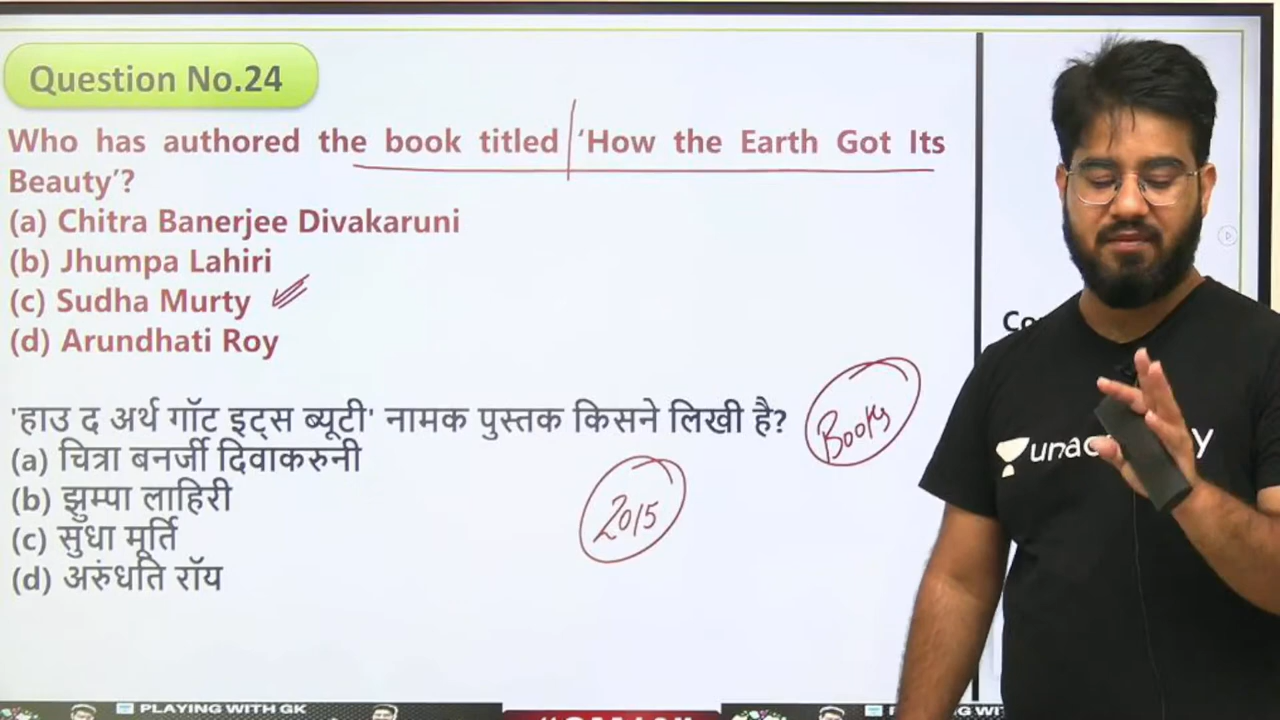 Question No.24
Who has authored the book titled 'How the Earth Got Its
Beauty'?
(a) Chitra Banerjee Divakaruni
(b) Jhumpa Lahiri
(c) Sudha Murty
(d) Arundhati Roy
'हाउ द अर्थ गॉट इट्स ब्यूटी' नामक पुस्तक किसने लिखी है?
(a) चित्रा बनर्जी दिवाकरुनी
(b) झुम्पा लाहिरी
(c) सुधा मूर्ति
(d) अरुंधति रॉय
Books
2015
PLAYING WITH GK